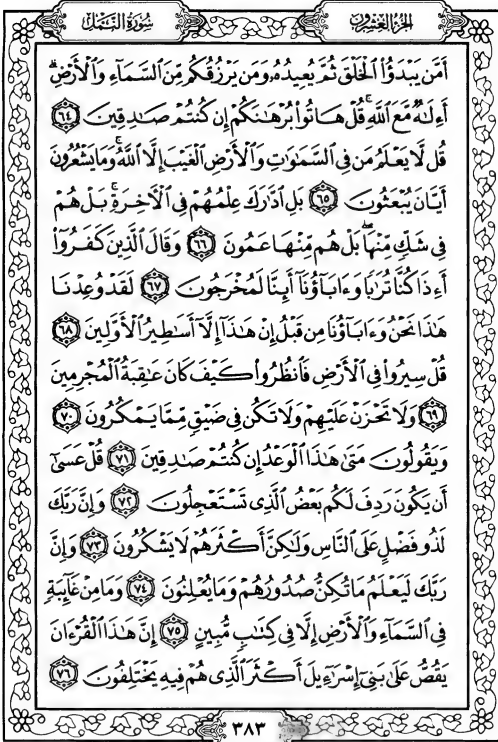 سُورَةُ النَّمْلِ
الجُزْءُ العِشْرُونَ
أَمَّن يَبْدَؤُا۟ ٱلْخَلْقَ ثُمَّ يُعِيدُهُۥ وَمَن يَرْزُقُكُم مِّنَ ٱلسَّمَآءِ وَٱلْأَرْضِۗ
أَءِلَٰهٌ مَّعَ ٱللَّهِۚ قُلْ هَاتُوا۟ بُرْهَٰنَكُمْ إِن كُنتُمْ صَٰدِقِينَ ٦٤
قُل لَّا يَعْلَمُ مَن فِى ٱلسَّمَٰوَٰتِ وَٱلْأَرْضِ ٱلْغَيْبَ إِلَّا ٱللَّهُۚ وَمَا يَشْعُرُونَ
أَيَّانَ يُبْعَثُونَ ٦٥ بَلِ ٱدَّٰرَكَ عِلْمُهُمْ فِى ٱلْءَاخِرَةِۚ بَلْ هُمْ
فِى شَكٍّ مِّنْهَاۖ بَلْ هُم مِّنْهَا عَمُونَ ٦٦ وَقَالَ ٱلَّذِينَ كَفَرُوٓا۟
أَءِذَا كُنَّا تُرَٰبًا وَءَابَآؤُنَآ أَئِنَّا لَمُخْرَجُونَ ٦٧ لَقَدْ وُعِدْنَا
هَٰذَا نَحْنُ وَءَابَآؤُنَا مِن قَبْلُ إِنْ هَٰذَآ إِلَّآ أَسَٰطِيرُ ٱلْأَوَّلِينَ ٦٨
قُلْ سِيرُوا۟ فِى ٱلْأَرْضِ فَٱنظُرُوا۟ كَيْفَ كَانَ عَٰقِبَةُ ٱلْمُجْرِمِينَ
٦٩ وَلَا تَحْزَنْ عَلَيْهِمْ وَلَا تَكُن فِى ضَيْقٍ مِّمَّا يَمْكُرُونَ ٧٠
وَيَقُولُونَ مَتَىٰ هَٰذَا ٱلْوَعْدُ إِن كُنتُمْ صَٰدِقِينَ ٧١ قُلْ عَسَىٰٓ
أَن يَكُونَ رَدِفَ لَكُم بَعْضُ ٱلَّذِى تَسْتَعْجِلُونَ ٧٢ وَإِنَّ رَبَّكَ
لَذُو فَضْلٍ عَلَى ٱلنَّاسِ وَلَٰكِنَّ أَكْثَرَهُمْ لَا يَشْكُرُونَ ٧٣ وَإِنَّ
رَبَّكَ لَيَعْلَمُ مَا تُكِنُّ صُدُورُهُمْ وَمَا يُعْلِنُونَ ٧٤ وَمَا مِنْ غَآئِبَةٍ
فِى ٱلسَّمَآءِ وَٱلْأَرْضِ إِلَّا فِى كِتَٰبٍ مُّبِينٍ ٧٥ إِنَّ هَٰذَا ٱلْقُرْءَانَ
يَقُصُّ عَلَىٰ بَنِىٓ إِسْرَٰٓءِيلَ أَكْثَرَ ٱلَّذِى هُمْ فِيهِ يَخْتَلِفُونَ ٧٦
٣٨٣